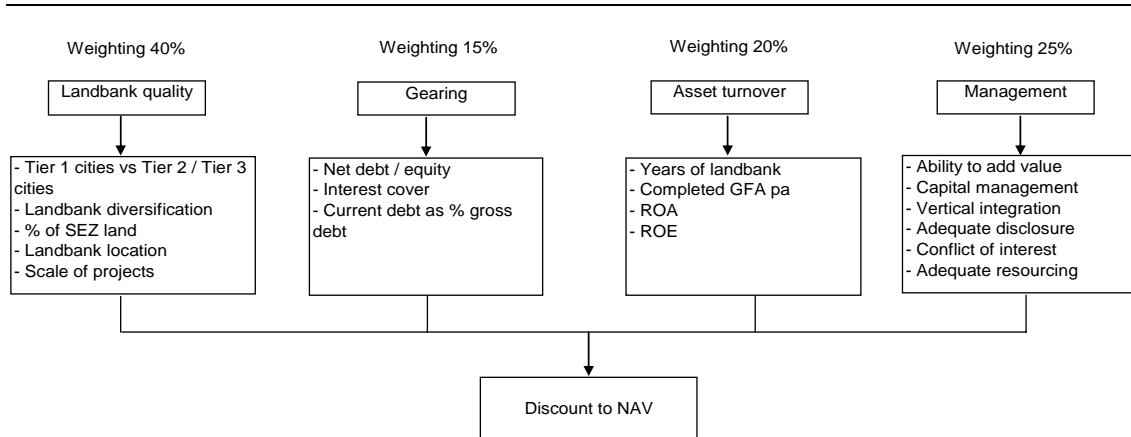 Weighting 40%
Weighting 15%
Weighting 20%
Weighting 25%
Landbank quality
Gearing
Asset turnover
Management
- Tier 1 cities vs Tier 2 / Tier 3
cities
- Landbank diversification
- % of SEZ land
- Landbank location
- Scale of projects
- Net debt / equity
- Interest cover
- Current debt as % gross
debt
- Years of landbank
- Completed GFA pa
- ROA
- ROE
- Ability to add value
- Capital management
- Vertical integration
- Adequate disclosure
- Conflict of interest
- Adequate resourcing
Discount to NAV